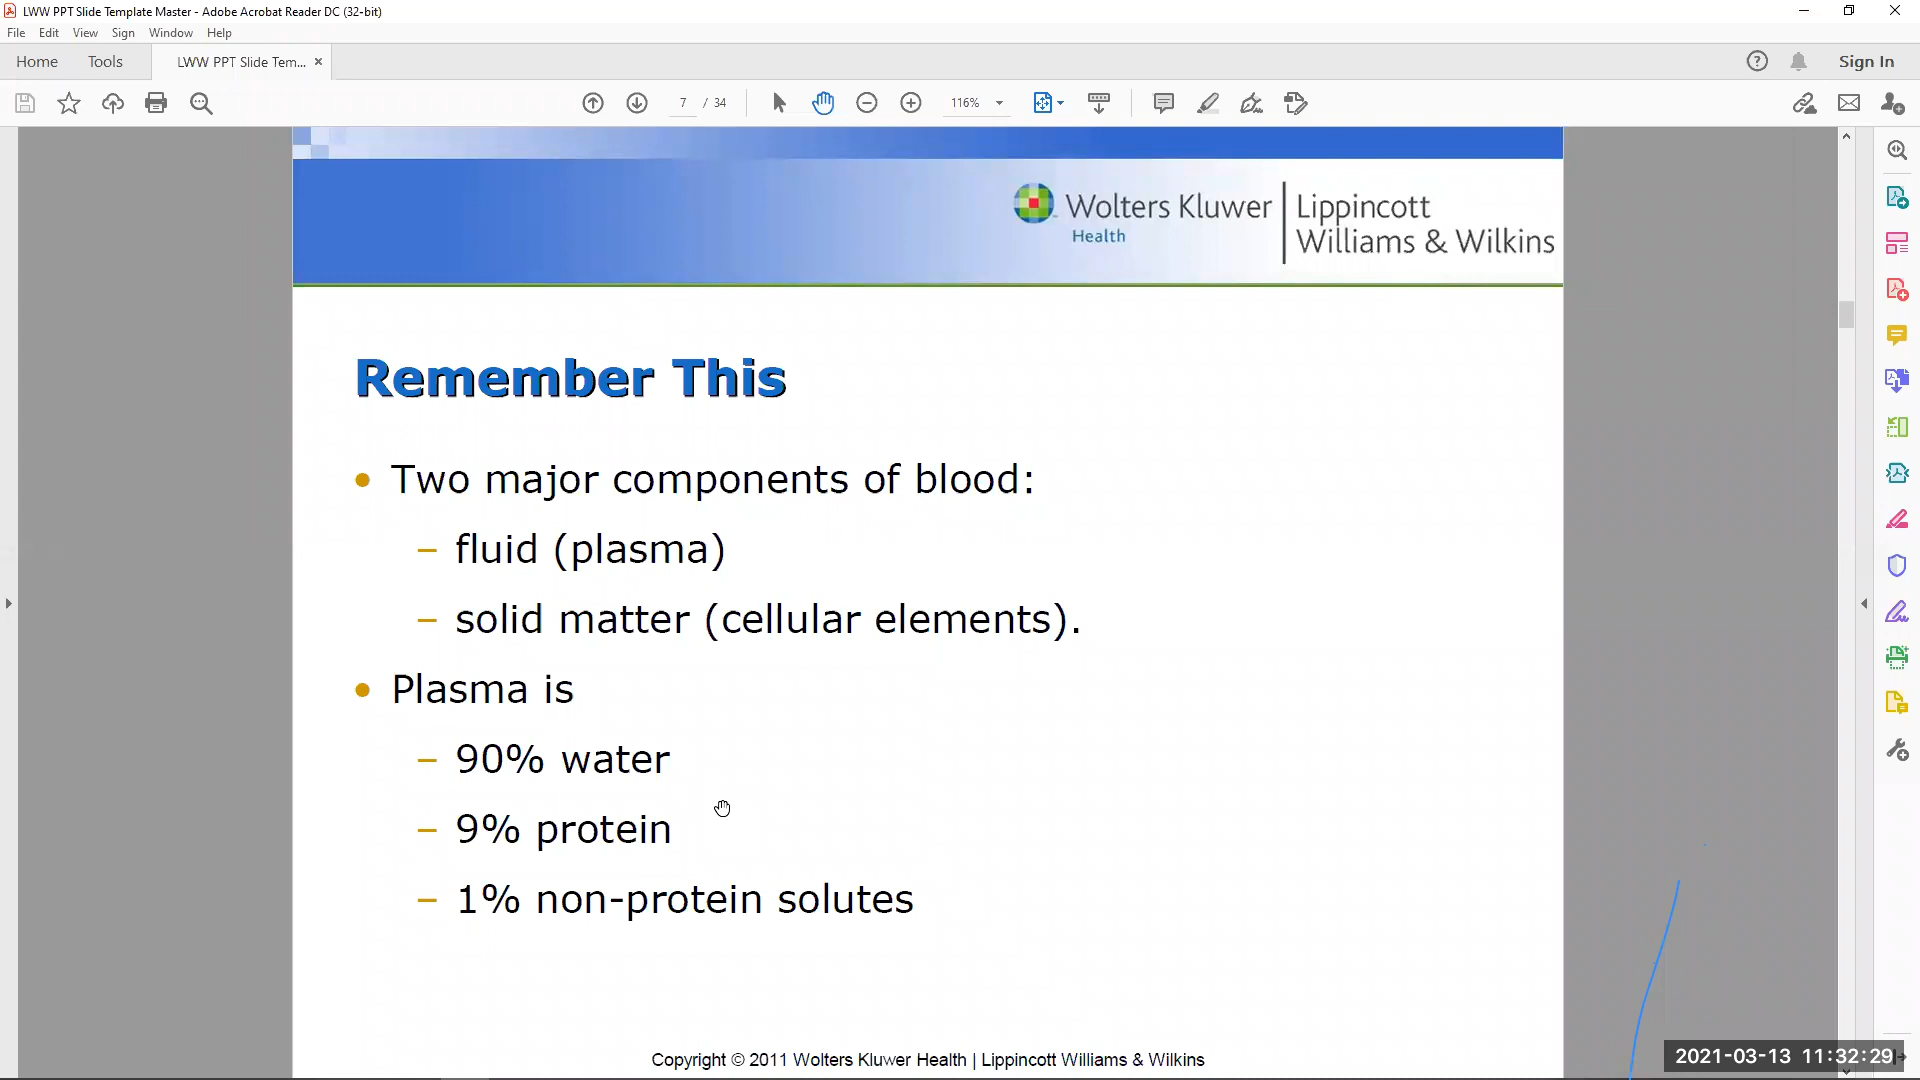 LWW PPT Slide Template Master - Adobe Acrobat Reader DC (32-bit)
File Edit View Sign Window Help
Home Tools LWW PPT Slide Tem... × Sign In
7 / 34 116%
Wolters Kluwer
Health
Lippincott
Williams & Wilkins
Remember This
• Two major components of blood:
– fluid (plasma)
– solid matter (cellular elements).
• Plasma is
– 90% water
– 9% protein
– 1% non-protein solutes
Copyright © 2011 Wolters Kluwer Health | Lippincott Williams & Wilkins
2021-03-13 11:32:29